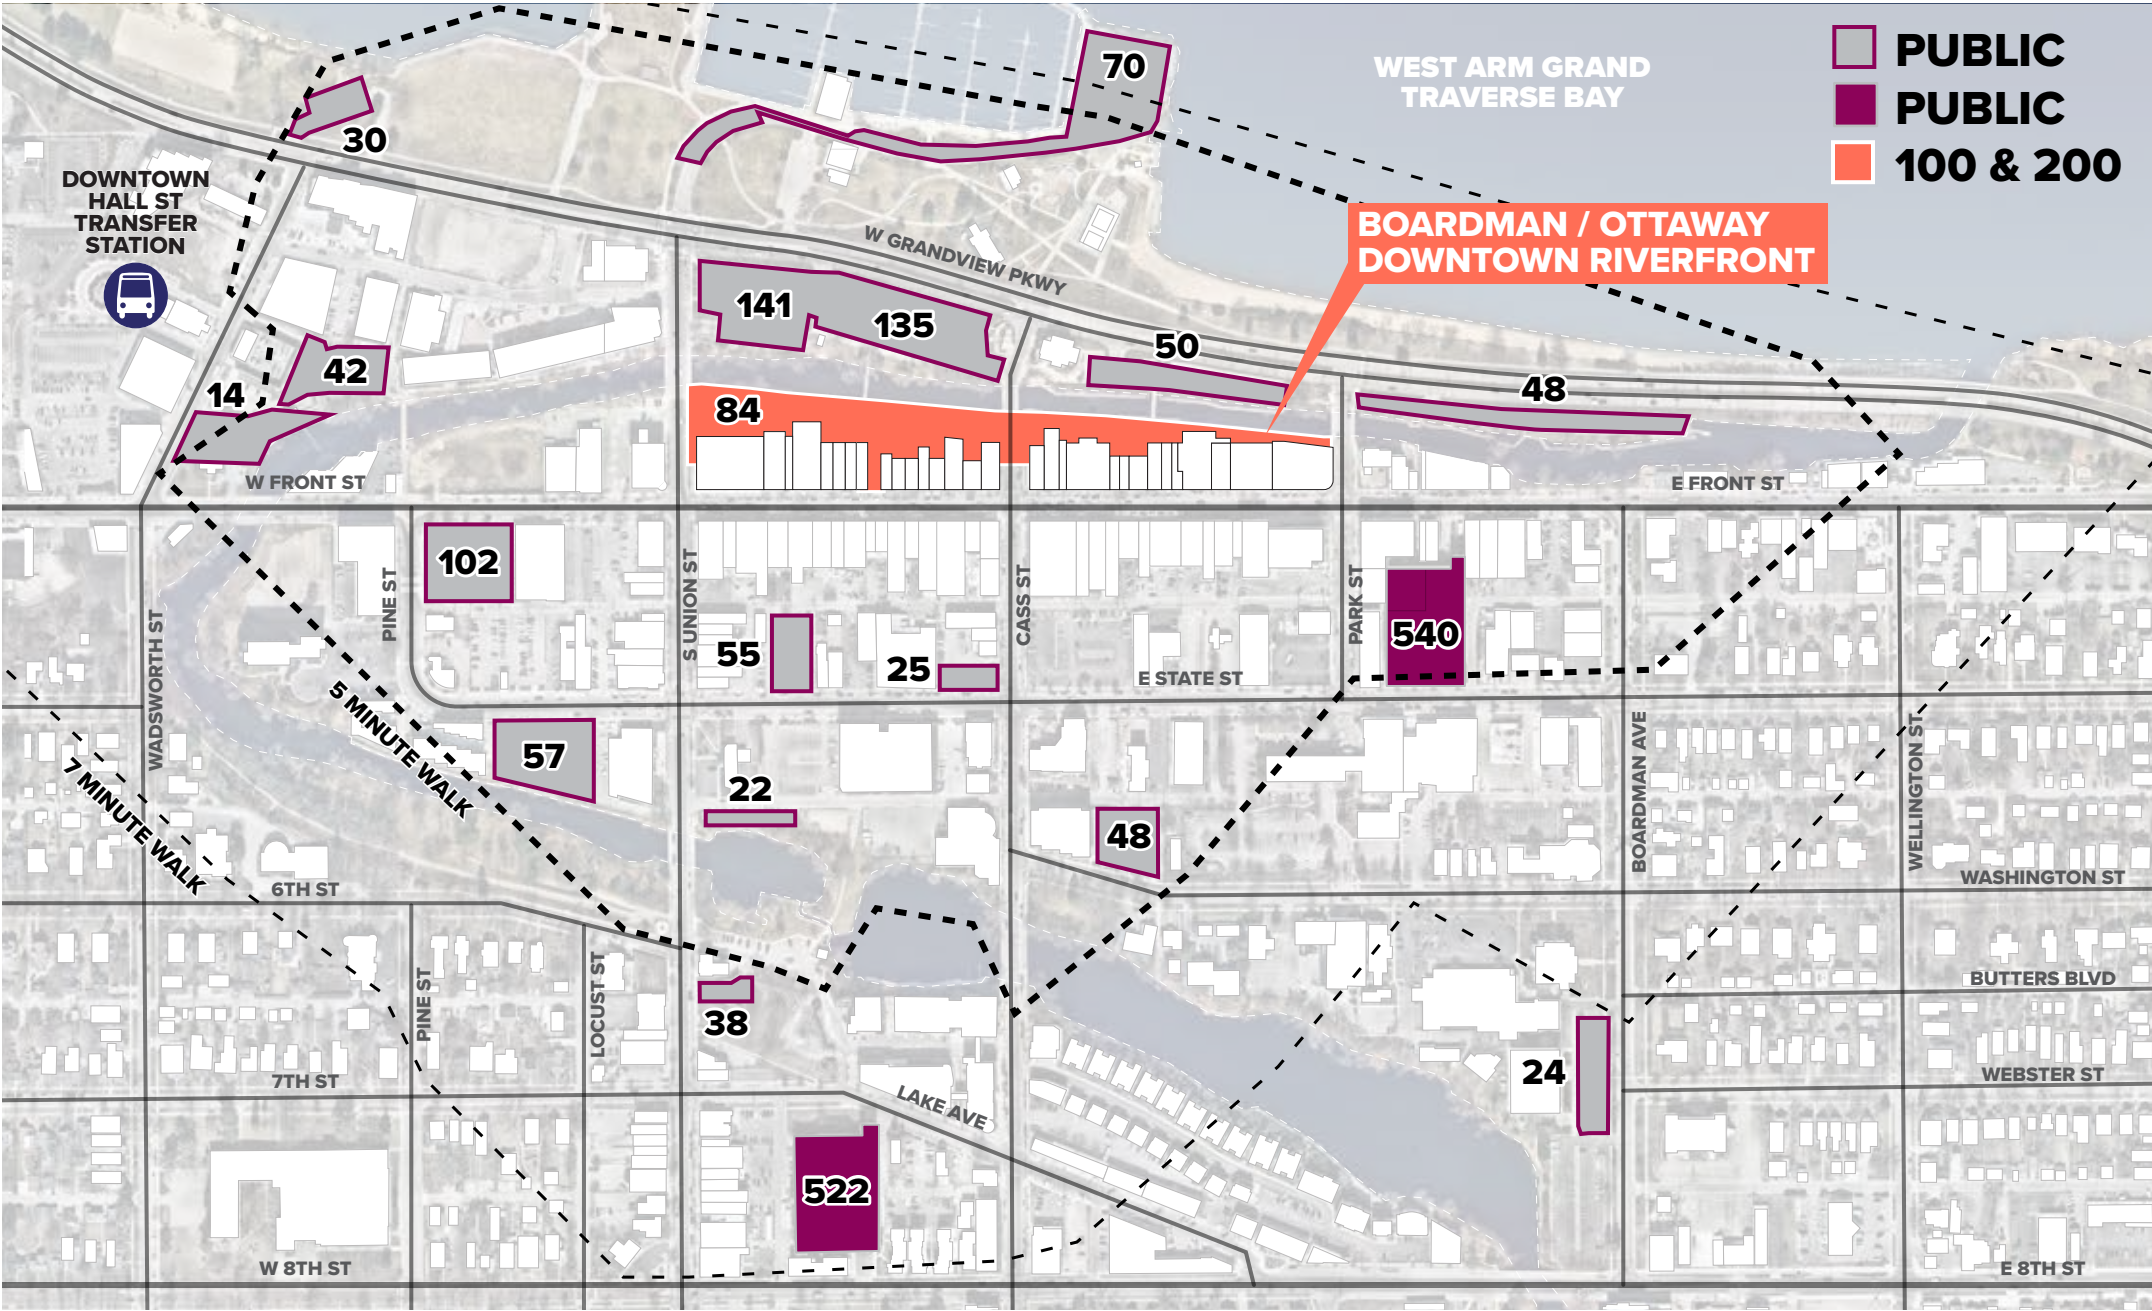 70
PUBLIC
PUBLIC
100 & 200
WEST ARM GRAND
TRAVERSE BAY
30
DOWNTOWN
HALL ST
TRANSFER
STATION
BOARDMAN / OTTAWAY
DOWNTOWN RIVERFRONT
W GRANDVIEW PKWY
141
135
50
42
14
48
84
W FRONT ST
E FRONT ST
102
PINE ST
S UNION ST
CASS ST
PARK ST
540
55
25
E STATE ST
WADSWORTH ST
5 MINUTE WALK
57
22
48
BOARDMAN AVE
WELLINGTON ST
7 MINUTE WALK
6TH ST
WASHINGTON ST
PINE ST
LOCUST ST
38
BUTTERS BLVD
24
7TH ST
LAKE AVE
WEBSTER ST
522
W 8TH ST
E 8TH ST